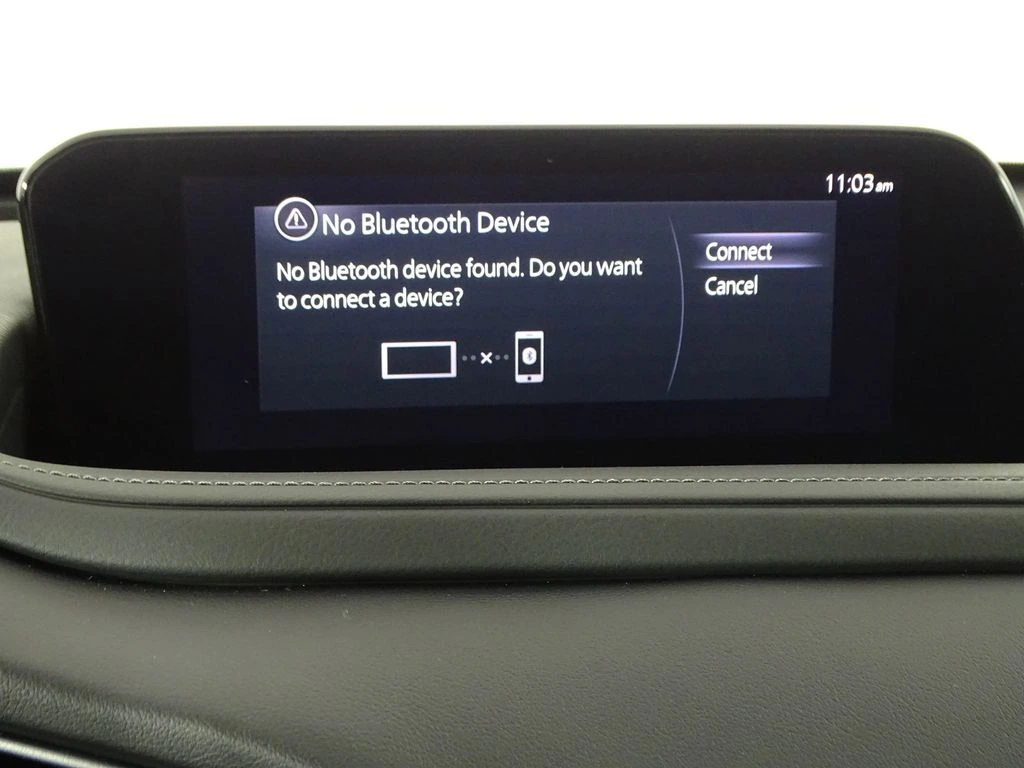 11:03am
No Bluetooth Device
No Bluetooth device found. Do you want
to connect a device?
Connect
Cancel